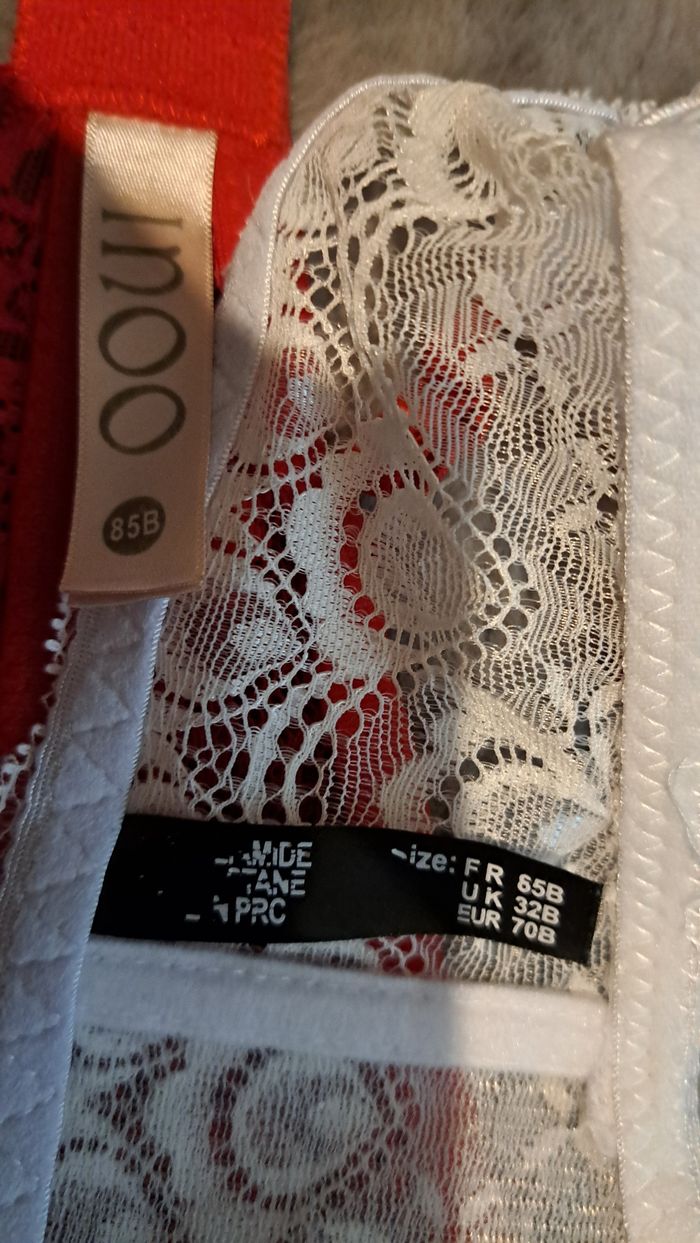 INOO
85B
AMIDE
TANE
PRC
ize: FR 85B
UK 32B
EUR 70B